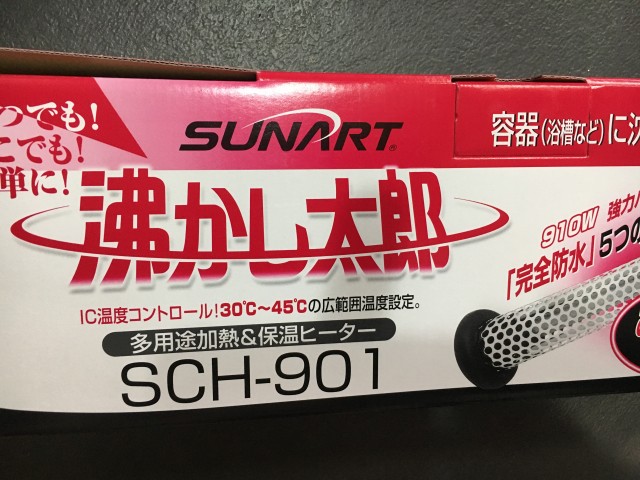 つでも!
こでも!
単に!
SUNART®
容器(浴槽など)に
沸かし太郎
IC温度コントロール!30℃〜45℃の広範囲温度設定。
多用途加熱&保温ヒーター
SCH-901
910W 強力
「完全防水」5つの